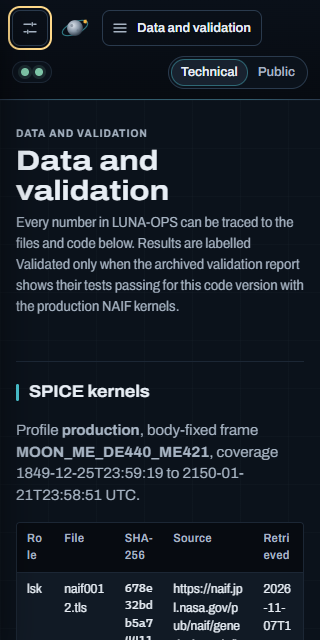 Data and validation
Technical
Public
DATA AND VALIDATION
Data and
validation
Every number in LUNA-OPS can be traced to the
files and code below. Results are labelled
Validated only when the archived validation report
shows their tests passing for this code version with
the production NAIF kernels.
SPICE kernels
Profile production, body-fixed frame
MOON_ME_DE440_ME421, coverage
1849-12-25T23:59:19 to 2150-01-
21T23:58:51 UTC.
Ro
le
File
SHA-
256
Source
Retri
eved
lsk
naif001
2.tls
678e
32bd
b5a7
https://naif.jp
l.nasa.gov/p
ub/naif/gene
2026
-11-
07T1